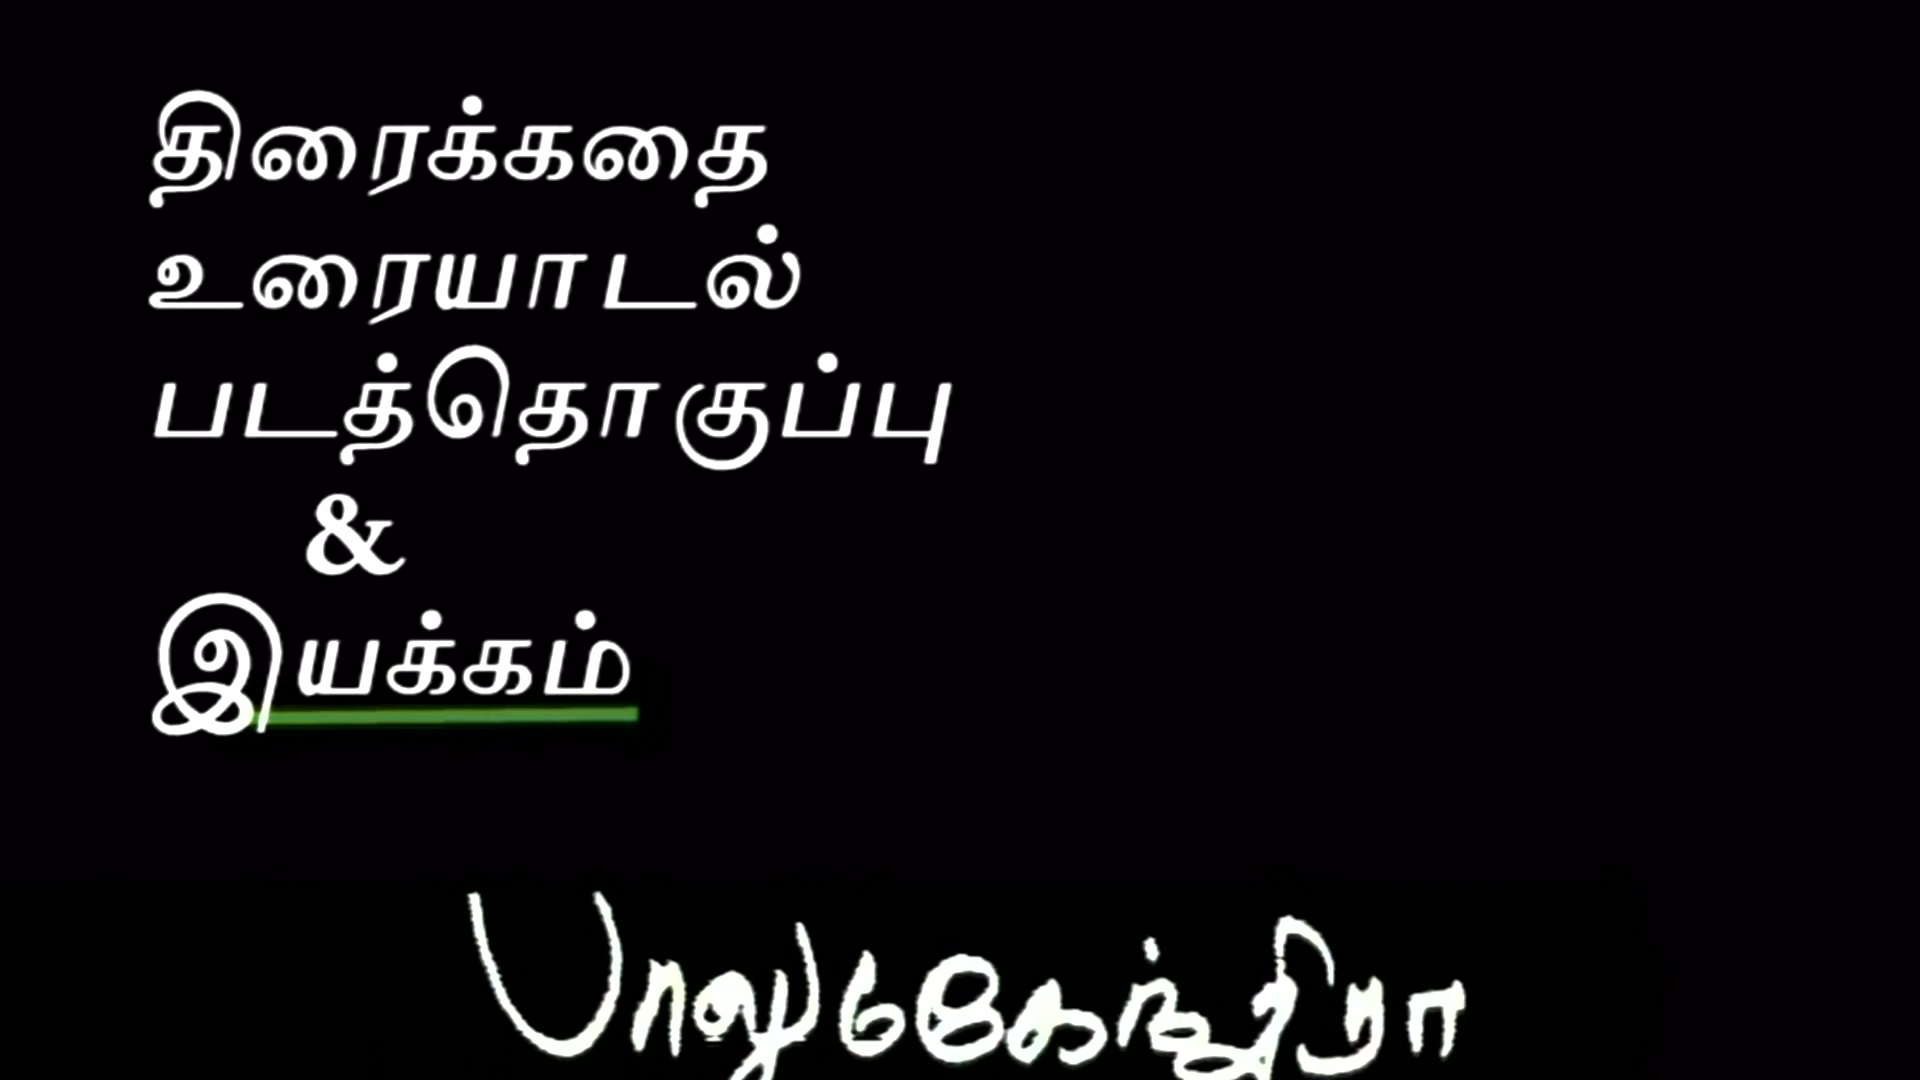 திரைக்கதை
உரையாடல்
படத்தொகுப்பு
&
இயக்கம்
பாலுமகேந்திரா